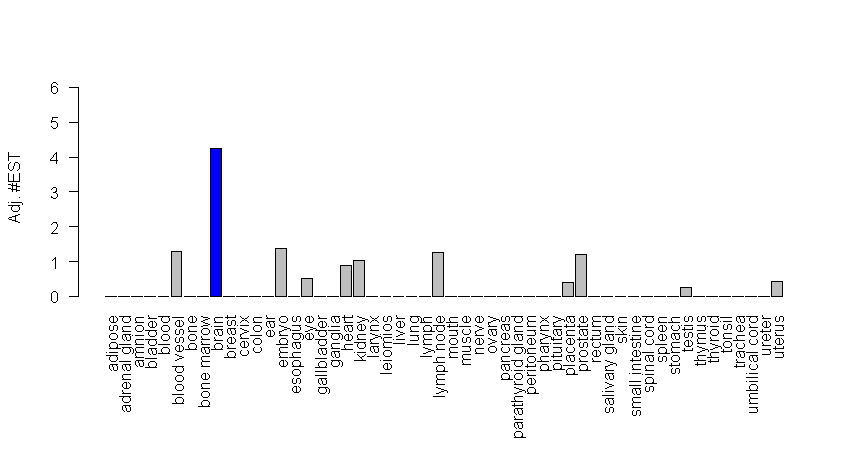 6
5
4
3
2
1
0
Adj. #EST
adipose
adrenal gland
amnion
bladder
blood
blood vessel
bone
bone marrow
brain
breast
cervix
colon
ear
embryo
esophagus
eye
gallbladder
ganglia
heart
kidney
larynx
leiomios
liver
lung
lymph
lymph node
mouth
muscle
nerve
ovary
pancreas
parathyroid gland
peritoneum
pharynx
pituitary
placenta
prostate
rectum
salivary gland
skin
small intestine
spinal cord
spleen
stomach
testis
thymus
thyroid
tonsil
trachea
umbilical cord
ureter
uterus